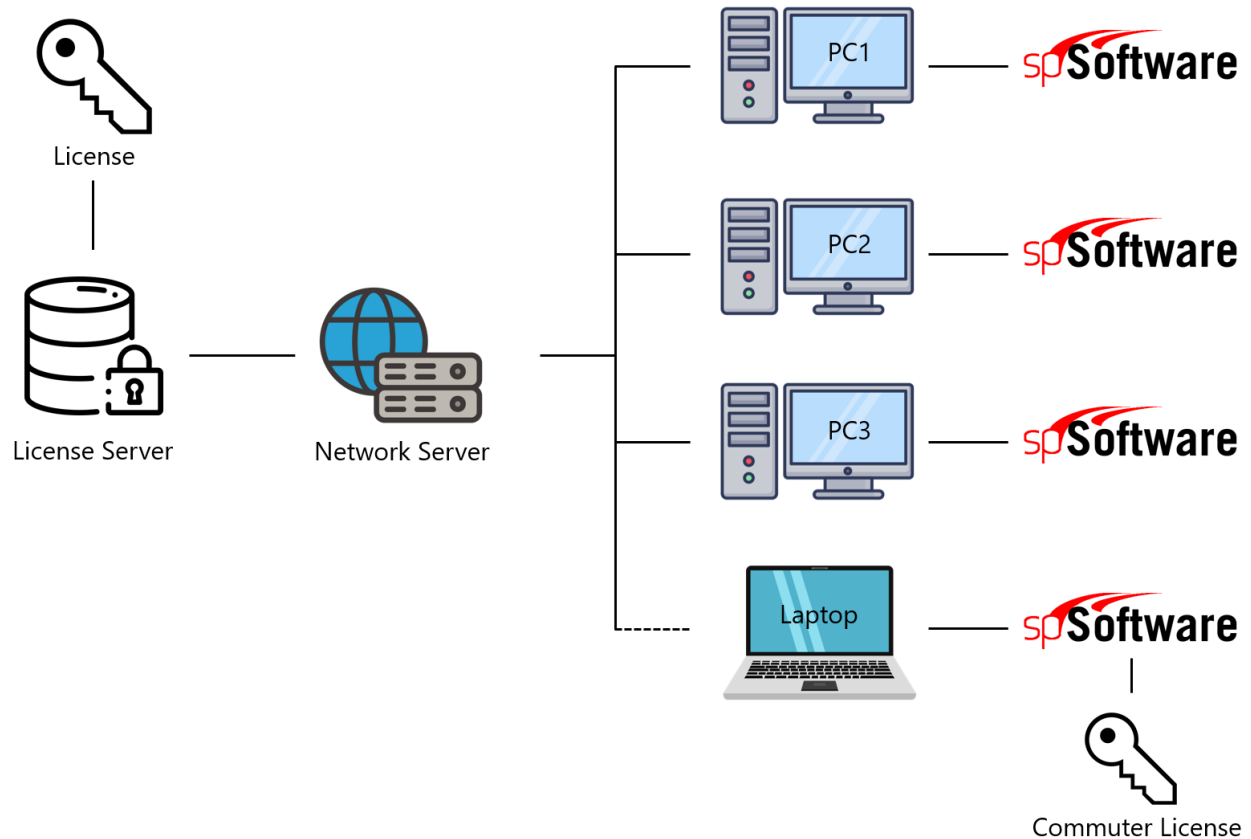 License
License Server
Network Server
PC1
spSoftware
PC2
spSoftware
PC3
spSoftware
Laptop
spSoftware
Commuter License